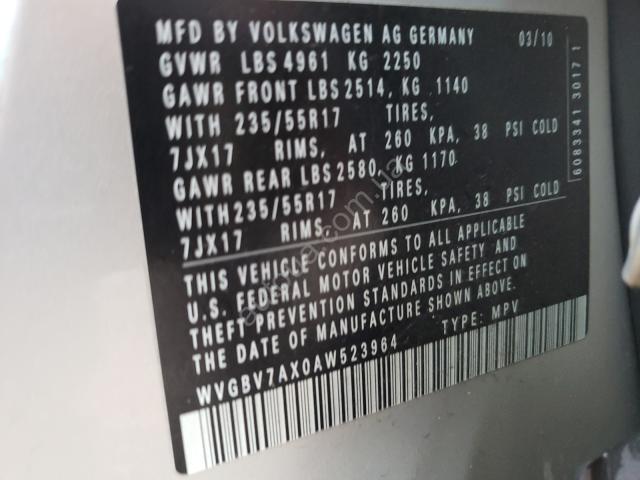 MFD BY VOLKSWAGEN AG GERMANY 03/10
GVWR LBS 4961 KG 2250
GAWR FRONT LBS 2514, KG 1140
WITH 235/55R17 TIRES,
7JX17 RIMS, AT 260 KPA, 38 PSI COLD
GAWR REAR LBS 2580, KG 1170
WITH 235/55R17 TIRES,
7JX17 RIMS, AT 260 KPA, 38 PSI COLD
THIS VEHICLE CONFORMS TO ALL APPLICABLE
U.S. FEDERAL MOTOR VEHICLE SAFETY AND
THEFT PREVENTION STANDARDS IN EFFECT ON
THE DATE OF MANUFACTURE SHOWN ABOVE.
WVGBV7AX0AW523964 TYPE: MPV
6083341 3017 1